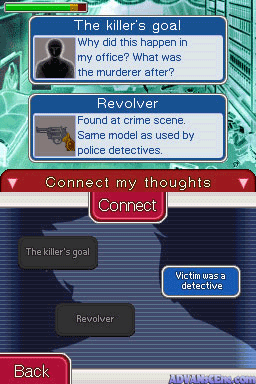 The killer's goal
Why did this happen in
my office? What was
the murderer after?
Revolver
Found at crime scene.
Same model as used by
police detectives.
Connect my thoughts
Connect
The killer's goal
Victim was a
detective
Revolver
Back